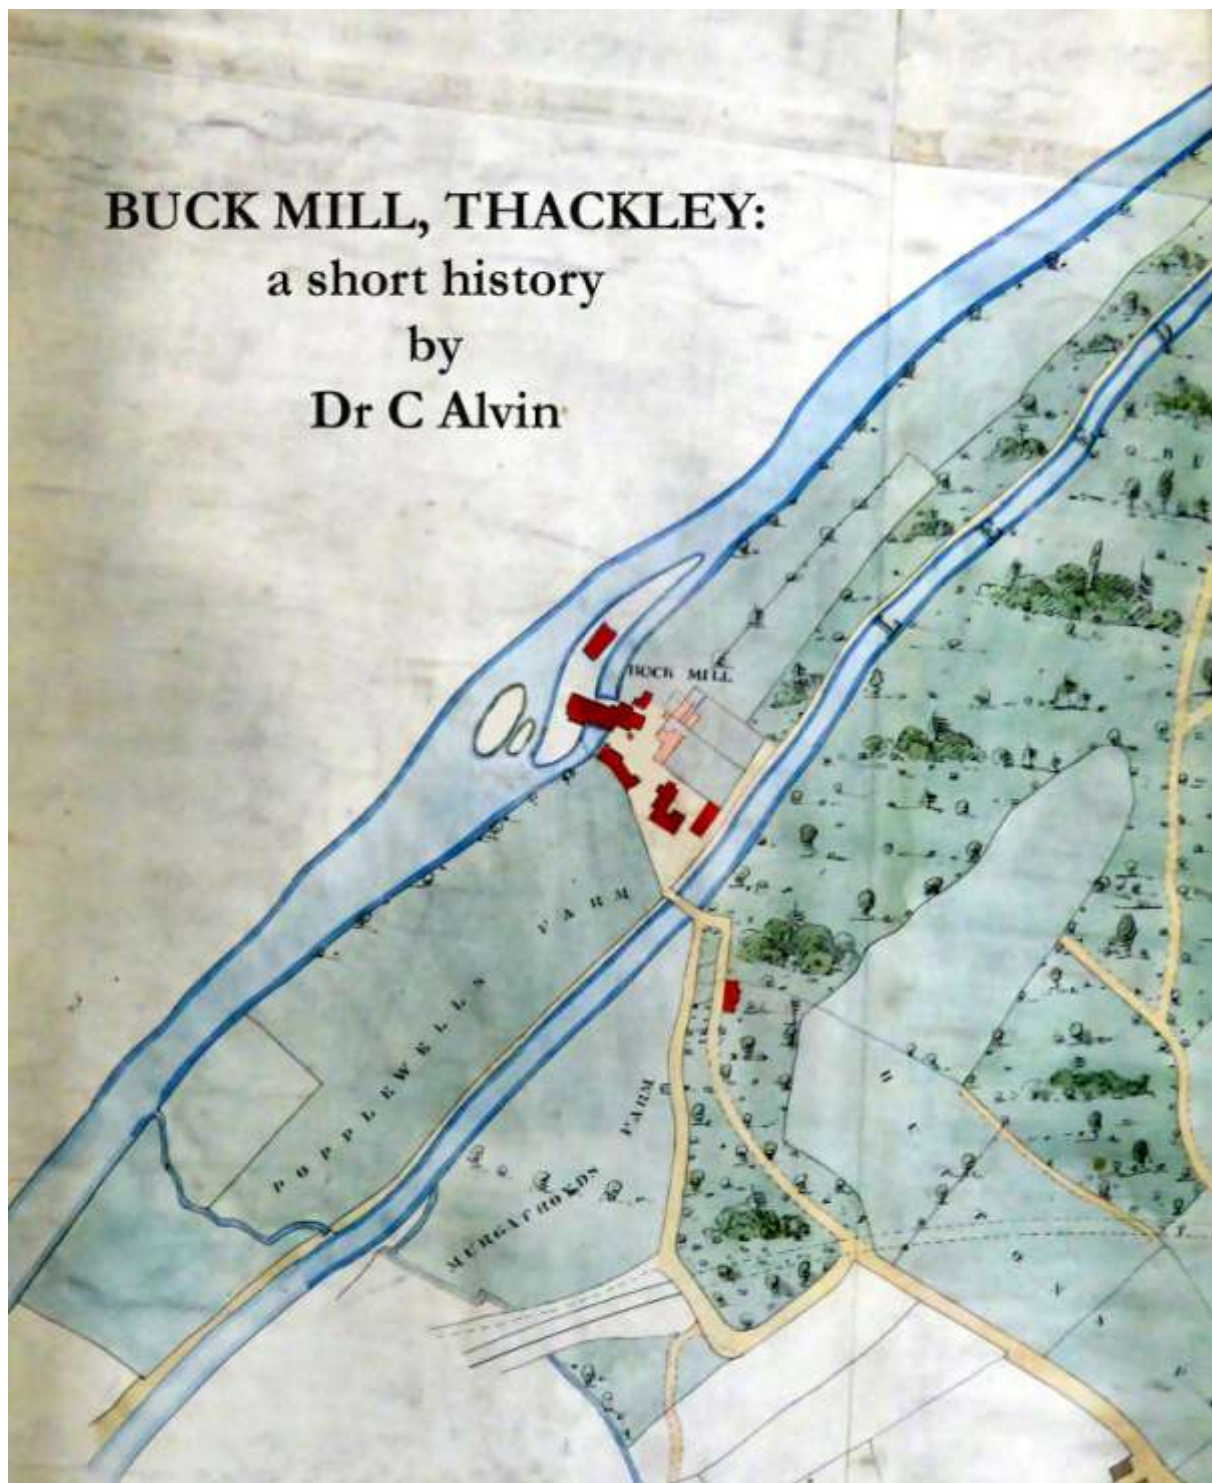 BUCK MILL, THACKLEY:
a short history
by
Dr C Alvin
BUCK MILL
POPPLEWELLS FARM
MURGATROYDS FARM